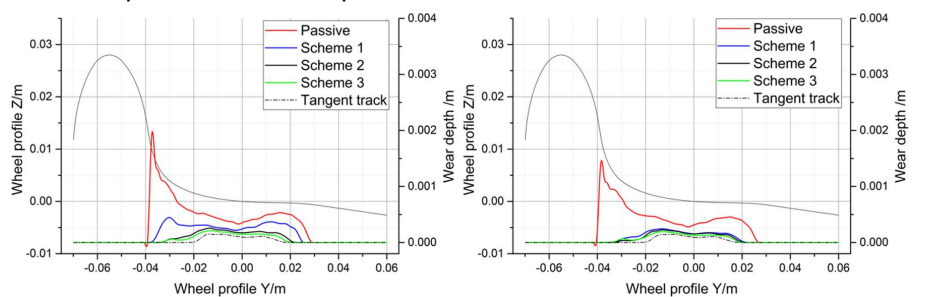 0.03
0.02
0.01
0.00
-0.01
Wheel profile Z/m
-0.06
-0.04
-0.02
0.00
0.02
0.04
0.06
Wheel profile Y/m
0.004
0.003
0.002
0.001
0.000
Wear depth /m
Passive
Scheme 1
Scheme 2
Scheme 3
Tangent track
0.03
0.02
0.01
0.00
-0.01
Wheel profile Z/m
-0.06
-0.04
-0.02
0.00
0.02
0.04
0.06
Wheel profile Y/m
0.004
0.003
0.002
0.001
0.000
Wear depth /m
Passive
Scheme 1
Scheme 2
Scheme 3
Tangent track